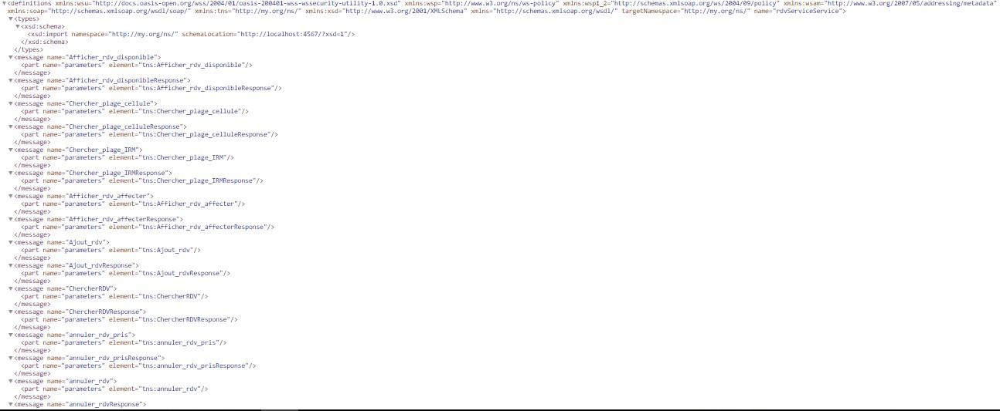 ▼<definitions xmlns:wsu="http://docs.oasis-open.org/wss/2004/01/oasis-200401-wss-wssecurity-utility-1.0.xsd" xmlns:wsp="http://www.w3.org/ns/ws-policy" xmlns:wsp1_2="http://schemas.xmlsoap.org/ws/2004/09/policy" xmlns:wsam="http://www.w3.org/2007/05/addressing/metadata"
xmlns:soap="http://schemas.xmlsoap.org/wsdl/soap/" xmlns:tns="http://my.org/ns/" xmlns:xsd="http://www.w3.org/2001/XMLSchema" xmlns="http://schemas.xmlsoap.org/wsdl/" targetNamespace="http://my.org/ns/" name="rdvServiceService">
▼<types>
▼<xsd:schema>
<xsd:import namespace="http://my.org/ns/" schemaLocation="http://localhost:4567/?xsd=1"/>
</xsd:schema>
</types>
▼<message name="Afficher_rdv_disponible">
<part name="parameters" element="tns:Afficher_rdv_disponible"/>
</message>
▼<message name="Afficher_rdv_disponibleResponse">
<part name="parameters" element="tns:Afficher_rdv_disponibleResponse"/>
</message>
▼<message name="Chercher_plage_cellule">
<part name="parameters" element="tns:Chercher_plage_cellule"/>
</message>
▼<message name="Chercher_plage_celluleResponse">
<part name="parameters" element="tns:Chercher_plage_celluleResponse"/>
</message>
▼<message name="Chercher_plage_IRM">
<part name="parameters" element="tns:Chercher_plage_IRM"/>
</message>
▼<message name="Chercher_plage_IRMResponse">
<part name="parameters" element="tns:Chercher_plage_IRMResponse"/>
</message>
▼<message name="Afficher_rdv_affecter">
<part name="parameters" element="tns:Afficher_rdv_affecter"/>
</message>
▼<message name="Afficher_rdv_affecterResponse">
<part name="parameters" element="tns:Afficher_rdv_affecterResponse"/>
</message>
▼<message name="Ajout_rdv">
<part name="parameters" element="tns:Ajout_rdv"/>
</message>
▼<message name="Ajout_rdvResponse">
<part name="parameters" element="tns:Ajout_rdvResponse"/>
</message>
▼<message name="ChercherRDV">
<part name="parameters" element="tns:ChercherRDV"/>
</message>
▼<message name="ChercherRDVResponse">
<part name="parameters" element="tns:ChercherRDVResponse"/>
</message>
▼<message name="annuler_rdv_pris">
<part name="parameters" element="tns:annuler_rdv_pris"/>
</message>
▼<message name="annuler_rdv_prisResponse">
<part name="parameters" element="tns:annuler_rdv_prisResponse"/>
</message>
▼<message name="annuler_rdv">
<part name="parameters" element="tns:annuler_rdv"/>
</message>
▼<message name="annuler_rdvResponse">